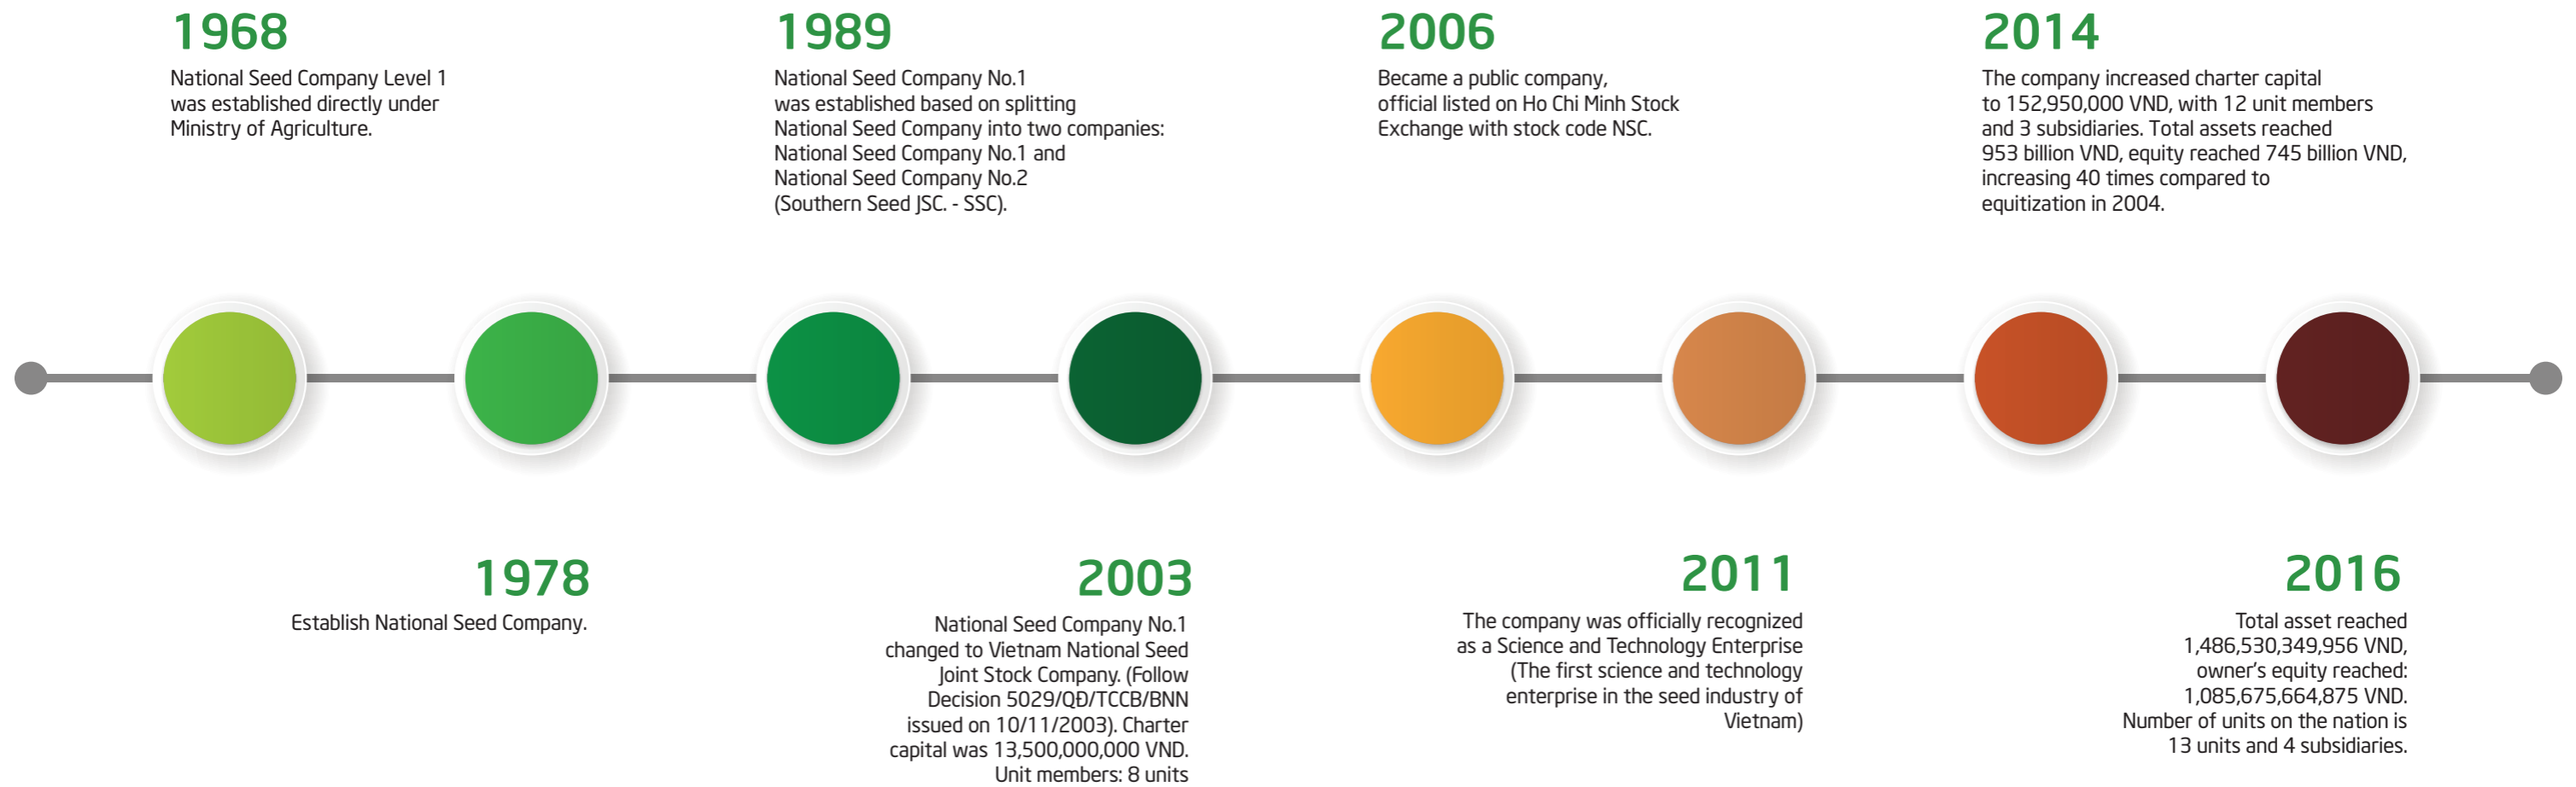 1968
National Seed Company Level 1
was established directly under
Ministry of Agriculture.
1989
National Seed Company No.1
was established based on splitting
National Seed Company into two companies:
National Seed Company No.1 and
National Seed Company No.2
(Southern Seed JSC. - SSC).
2006
Became a public company,
official listed on Ho Chi Minh Stock
Exchange with stock code NSC.
2014
The company increased charter capital
to 152,950,000 VND, with 12 unit members
and 3 subsidiaries. Total assets reached
953 billion VND, equity reached 745 billion VND,
increasing 40 times compared to
equitization in 2004.
1978
Establish National Seed Company.
2003
National Seed Company No.1
changed to Vietnam National Seed
Joint Stock Company. (Follow
Decision 5029/QĐ/TCCB/BNN
issued on 10/11/2003). Charter
capital was 13,500,000,000 VND.
Unit members: 8 units
2011
The company was officially recognized
as a Science and Technology Enterprise
(The first science and technology
enterprise in the seed industry of
Vietnam)
2016
Total asset reached
1,486,530,349,956 VND,
owner's equity reached:
1,085,675,664,875 VND.
Number of units on the nation is
13 units and 4 subsidiaries.